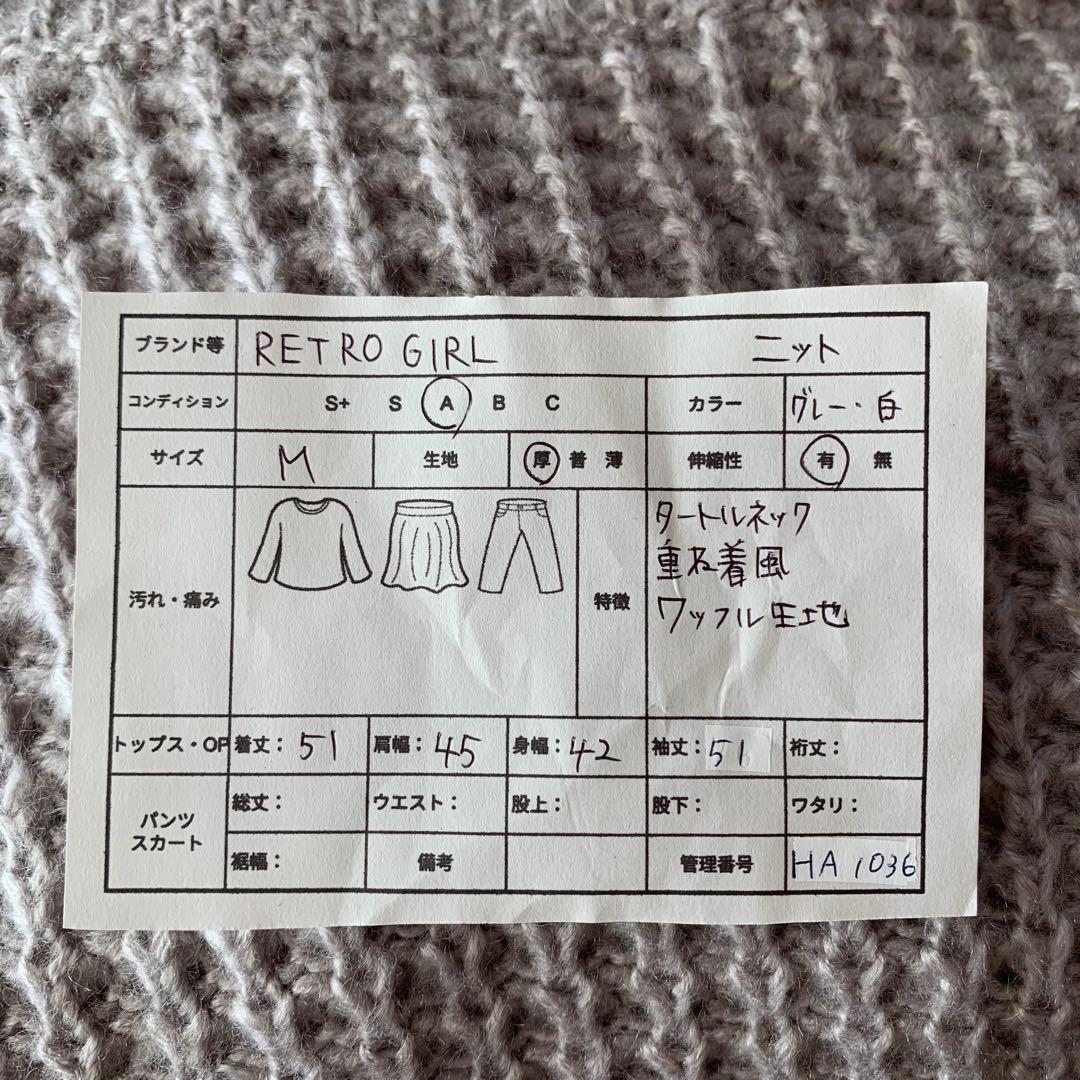 ブランド等 RETRO GIRL ニット
コンディション S+ S A B C カラー グレー・白
サイズ M 生地 厚 普 薄 伸縮性 有 無
汚れ・痛み 特徴 タートルネック
重ね着風
ワッフル生地
トップス・OP 着丈: 51 肩幅: 45 身幅: 42 袖丈: 51 裄丈:
パンツ スカート 総丈: ウエスト: 股上: 股下: ワタリ:
裾幅: 備考 管理番号 HA 1036